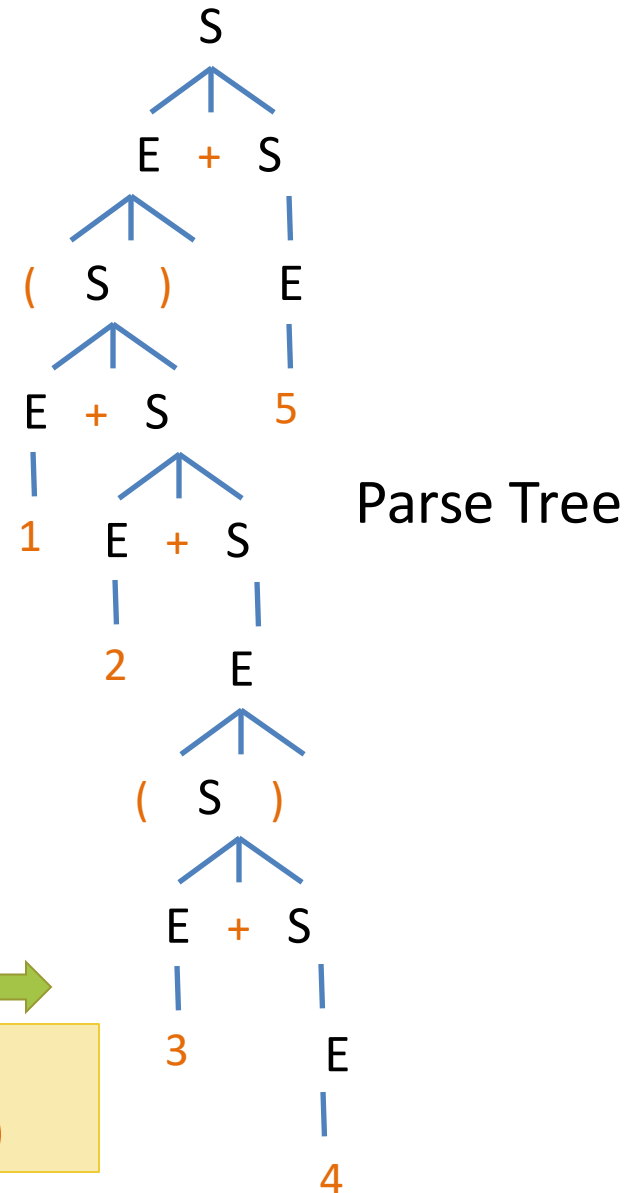 S
E + S
( S ) E
E + S 5
Parse Tree
1 E + S
2 E
( S )
E + S
3 E
)
4